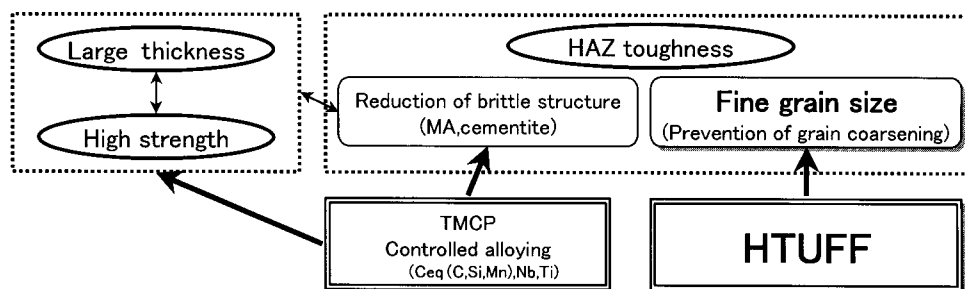 Large thickness
High strength
HAZ toughness
Reduction of brittle structure
(MA,cementite)
Fine grain size
(Prevention of grain coarsening)
TMCP
Controlled alloying
(Ceq(C,Si,Mn),Nb,Ti)
HTUFF